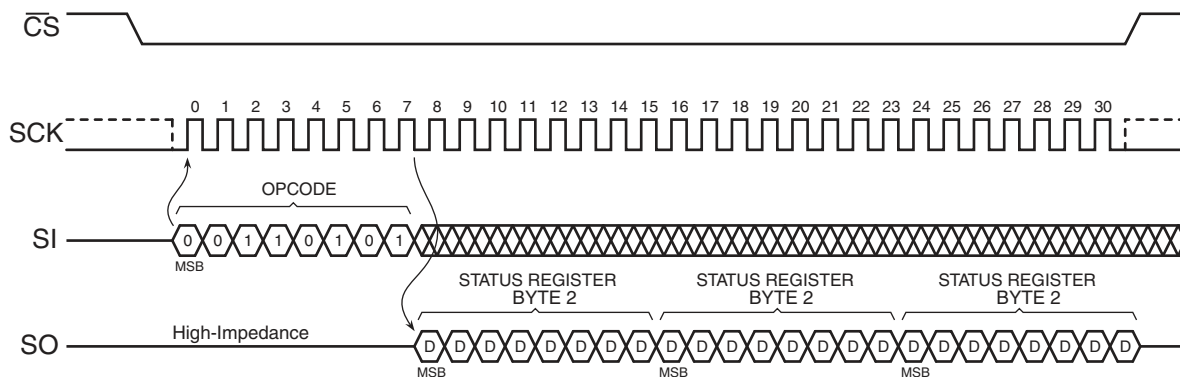 CS
0 1 2 3 4 5 6 7 8 9 10 11 12 13 14 15 16 17 18 19 20 21 22 23 24 25 26 27 28 29 30
SCK
OPCODE
SI
0 0 1 1 0 1 0 1
MSB
STATUS REGISTER
BYTE 2
STATUS REGISTER
BYTE 2
STATUS REGISTER
BYTE 2
High-Impedance
SO
D D D D D D D D D D D D D D D D D D D D D D D D
MSB MSB MSB